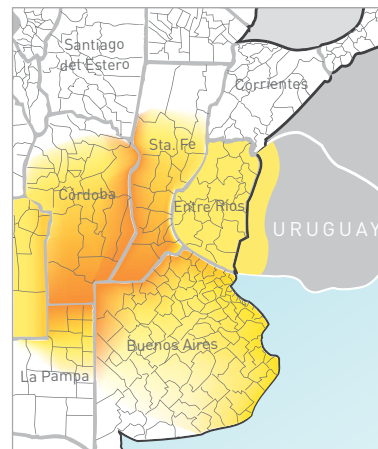 Santiago
del Estero
Corrientes
Sta. Fe
Córdoba
Entre Ríos
URUGUAY
Buenos Aires
La Pampa